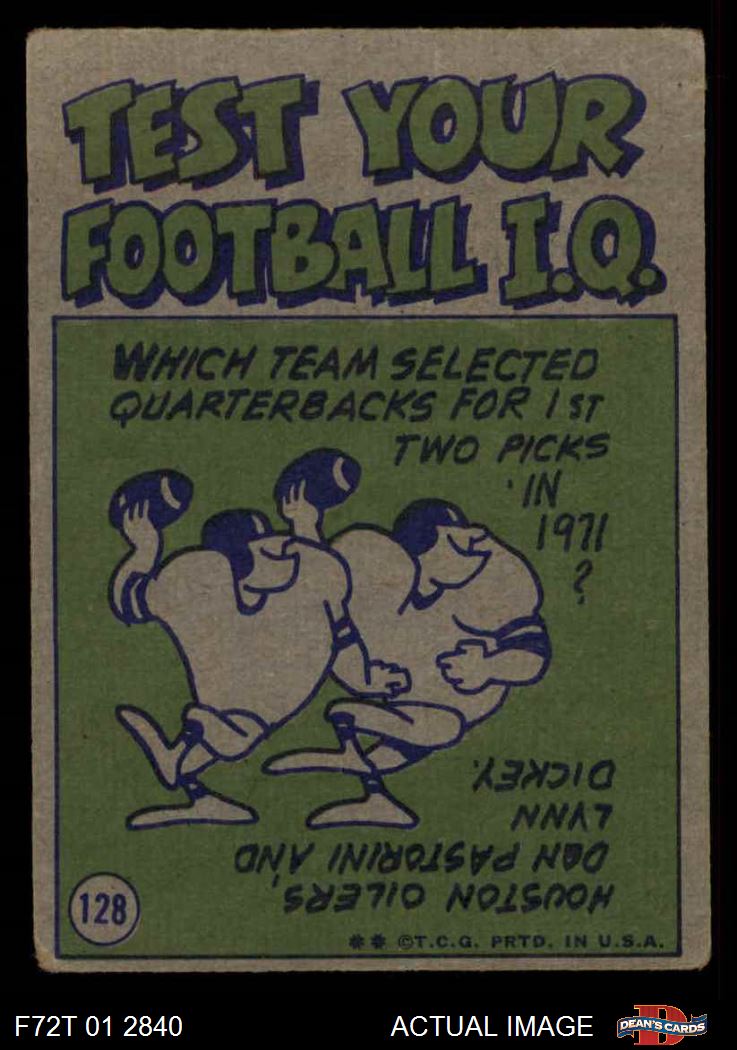 TEST YOUR
FOOTBALL I.Q.
WHICH TEAM SELECTED
QUARTERBACKS FOR 1ST
TWO PICKS
IN
1971
?
HOUSTON OILERS,
DAN PASTORINI AND
LYNN
DICKEY.
128
** ©T.C.G. PRTD. IN U.S.A.
F72T 01 2840
ACTUAL IMAGE
D
DEAN'S CARDS